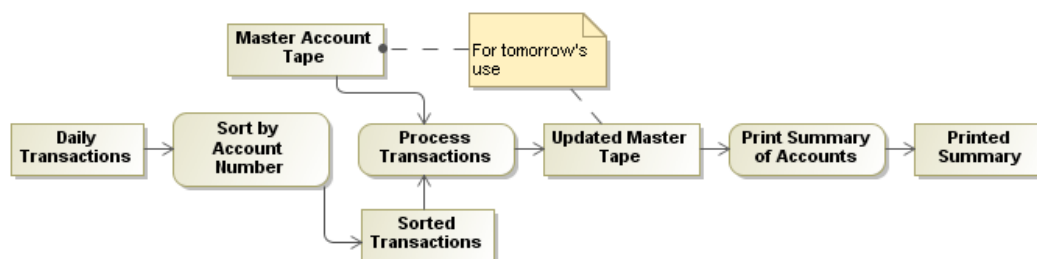 Master Account
Tape
For tomorrow's
use
Daily
Transactions
Sort by
Account
Number
Process
Transactions
Updated Master
Tape
Print Summary
of Accounts
Printed
Summary
Sorted
Transactions